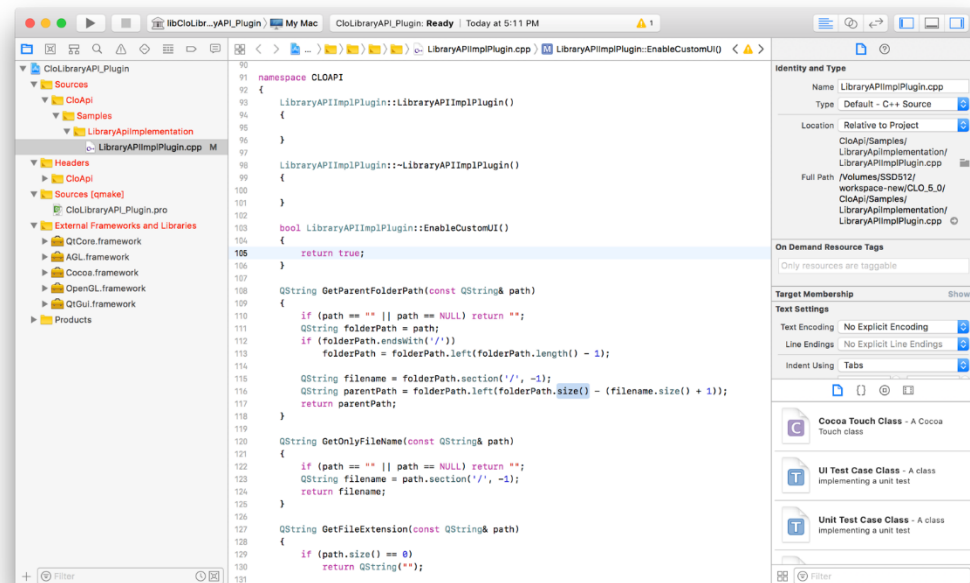 libCloLibr...yAPI_Plugin
My Mac
CloLibraryAPI_Plugin: Ready | Today at 5:11 PM
1
LibraryAPIImplPlugin.cpp
M LibraryAPIImplPlugin::EnableCustomUI()
CloLibraryAPI_Plugin
Sources
CloApi
Samples
LibraryApiImplementation
LibraryAPIImplPlugin.cpp M
Headers
CloApi
Sources [qmake]
CloLibraryAPI_Plugin.pro
External Frameworks and Libraries
QtCore.framework
AGL.framework
Cocoa.framework
OpenGL.framework
QtGui.framework
Products
Filter
90
91 namespace CLOAPI
92 {
93 LibraryAPIImplPlugin::LibraryAPIImplPlugin()
94 {
95
96 }
97
98 LibraryAPIImplPlugin::~LibraryAPIImplPlugin()
99 {
100
101 }
102
103 bool LibraryAPIImplPlugin::EnableCustomUI()
104 {
105 return true;
106 }
107
108 QString GetParentFolderPath(const QString& path)
109 {
110 if (path == "" || path == NULL) return "";
111 QString folderPath = path;
112 if (folderPath.endsWith('/'))
113 folderPath = folderPath.left(folderPath.length() - 1);
114
115 QString filename = folderPath.section('/', -1);
116 QString parentPath = folderPath.left(folderPath.size() - (filename.size() + 1));
117 return parentPath;
118 }
119
120 QString GetOnlyFileName(const QString& path)
121 {
122 if (path == "" || path == NULL) return "";
123 QString filename = path.section('/', -1);
124 return filename;
125 }
126
127 QString GetFileExtension(const QString& path)
128 {
129 if (path.size() == 0)
130 return QString("");
131
Identity and Type
Name LibraryAPIImplPlugin.cpp
Type Default - C++ Source
Location Relative to Project
CloApi/Samples/
LibraryApiImplementation/
LibraryAPIImplPlugin.cpp
Full Path /Volumes/SSD512/
workspace-new/CLO_5_0/
CloApi/Samples/
LibraryApiImplementation/
LibraryAPIImplPlugin.cpp
On Demand Resource Tags
Only resources are taggable
Target Membership Show
Text Settings
Text Encoding No Explicit Encoding
Line Endings No Explicit Line Endings
Indent Using Tabs
C
Cocoa Touch Class - A Cocoa
Touch class
T
UI Test Case Class - A class
implementing a unit test
T
Unit Test Case Class - A class
implementing a unit test
Filter